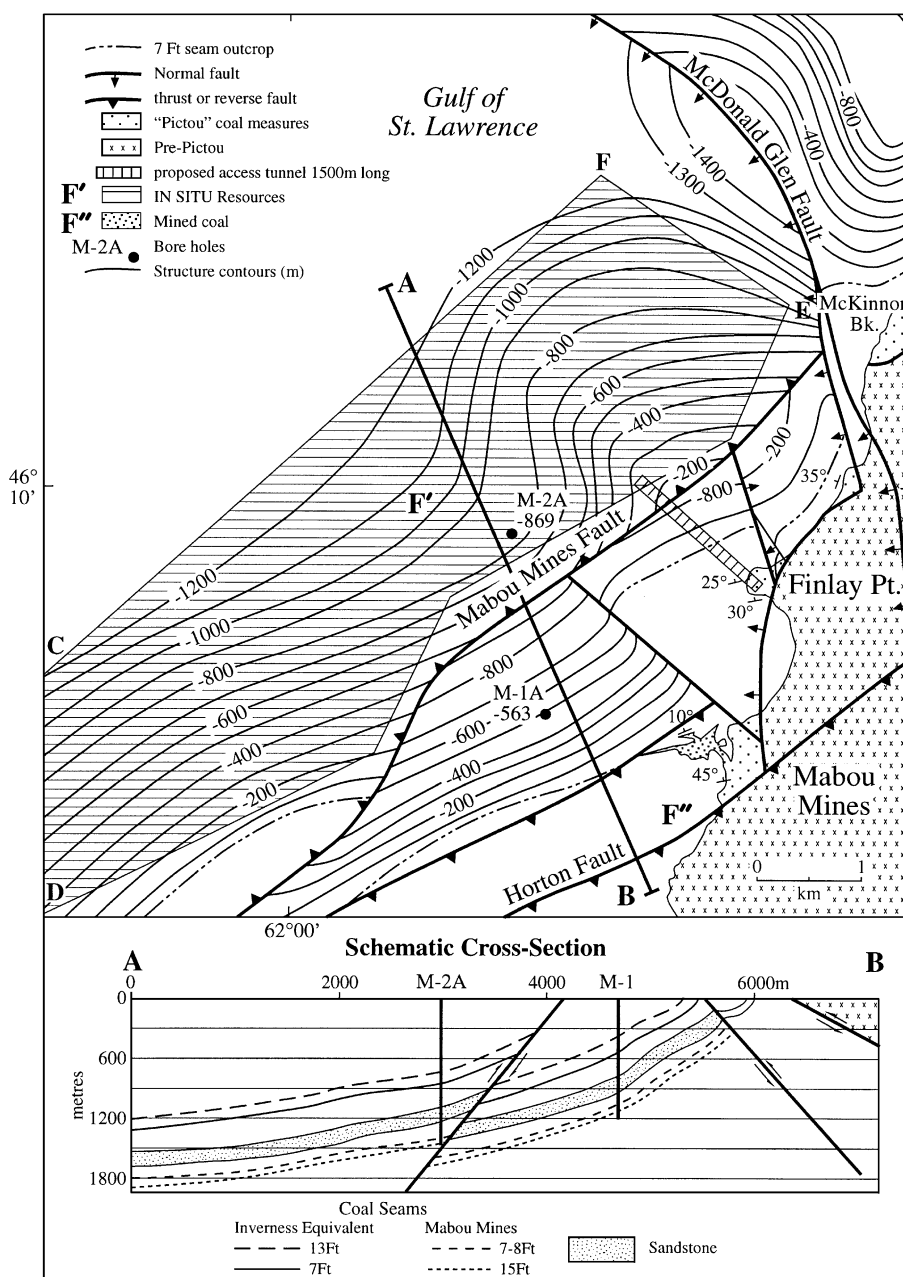 7 Ft seam outcrop
Normal fault
thrust or reverse fault
"Pictou" coal measures
Pre-Pictou
proposed access tunnel 1500m long
F' IN SITU Resources
F" Mined coal
M-2A Bore holes
Structure contours (m)
Gulf of
St. Lawrence
McDonald Glen Fault
-800
-400
-1400
-1300
F
-1200
A
-1000
E
McKinnon
Bk.
-800
-600
-400
-200
-200
46°
10'
F'
M-2A
-869
-800
35°
Mabou Mines Fault
25°
30°
Finlay Pt.
-1200
-1000
C
-800
-800
M-1A
-563
-600
-600
10°
-400
-400
45°
Mabou
Mines
-200
-200
F"
Horton Fault
0 1
km
D
B
62°00'
Schematic Cross-Section
A B
0 2000 M-2A 4000 M-1 6000m
0
600
metres
1200
1800
Coal Seams
Inverness Equivalent Mabou Mines
13Ft 7-8Ft Sandstone
7Ft 15Ft